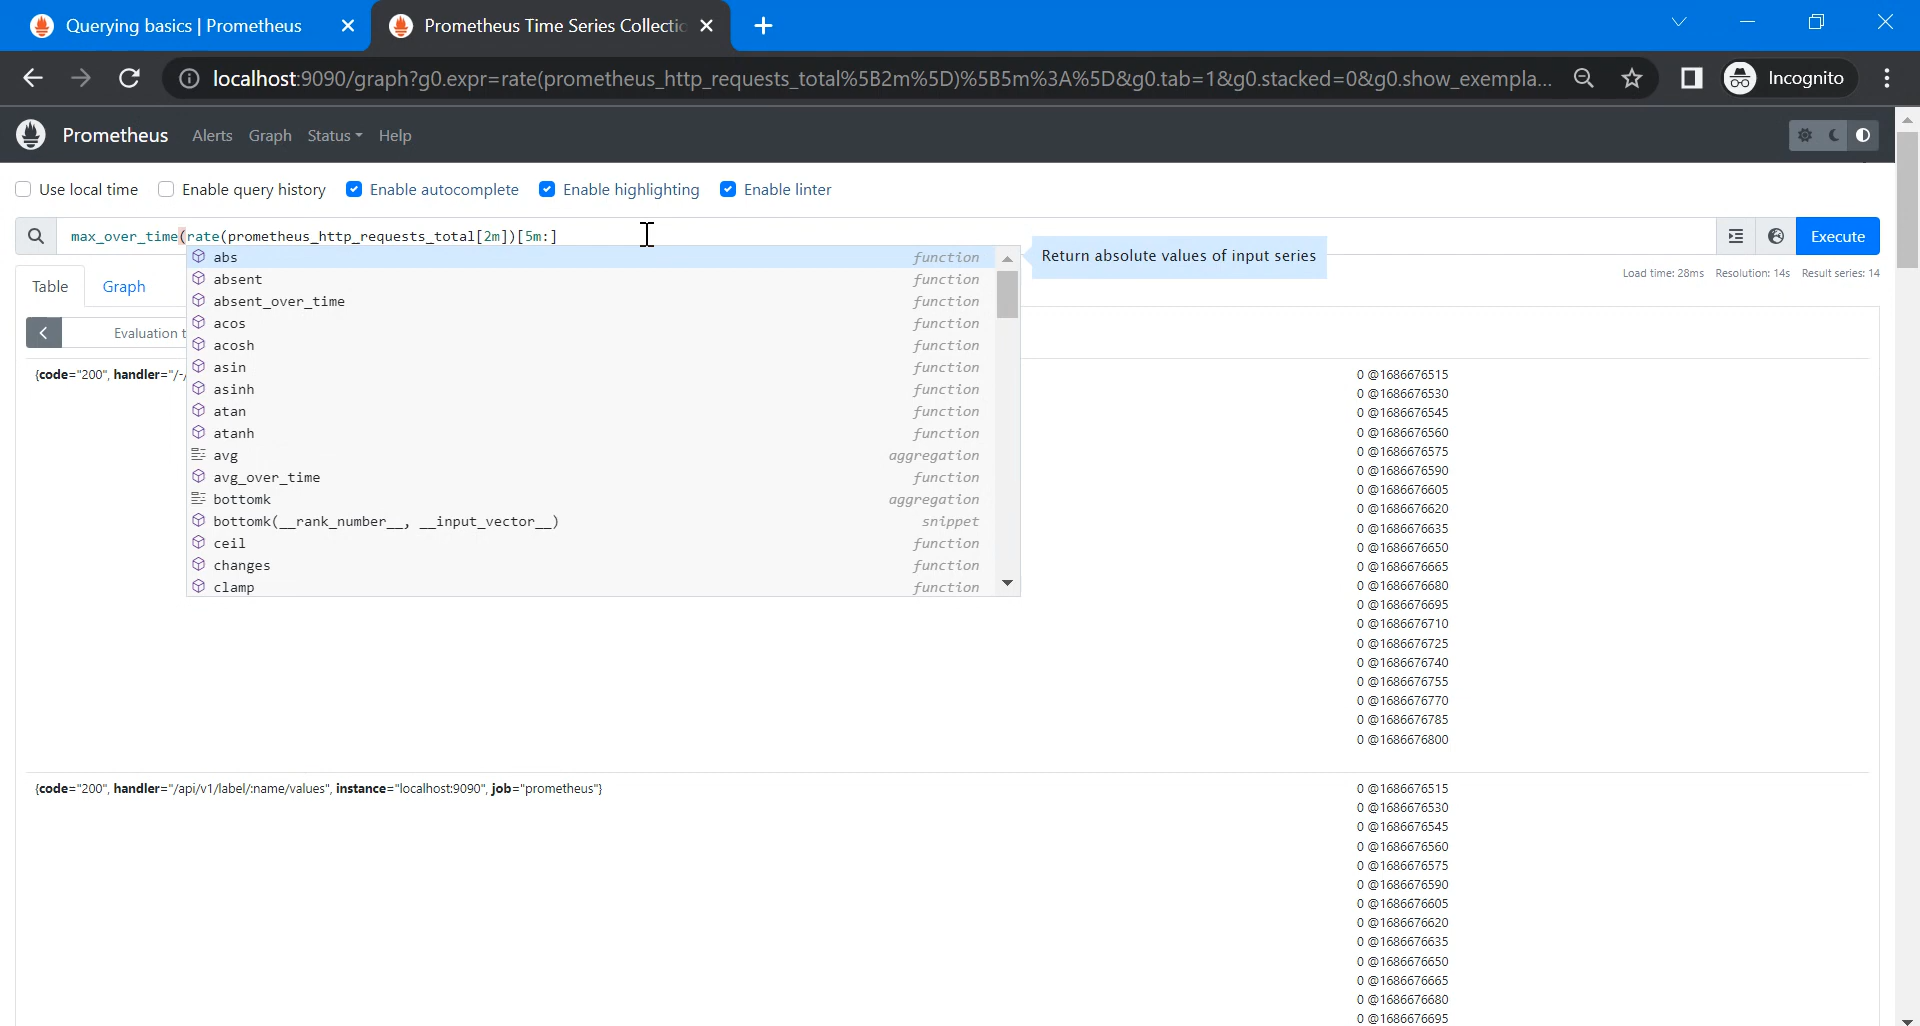 Querying basics | Prometheus
Prometheus Time Series Collectio
localhost:9090/graph?g0.expr=rate(prometheus_http_requests_total%5B2m%5D)%5B5m%3A%5D&g0.tab=1&g0.stacked=0&g0.show_exempla...
Incognito
Prometheus Alerts Graph Status Help
Use local time Enable query history Enable autocomplete Enable highlighting Enable linter
max_over_time(rate(prometheus_http_requests_total[2m])[5m:]
Execute
abs function
Return absolute values of input series
Load time: 28ms Resolution: 14s Result series: 14
Table Graph
absent function
absent_over_time function
acos function
Evaluation t
acosh function
asin function
{code="200", handler="/-/
asinh function
atan function
atanh function
avg aggregation
avg_over_time function
bottomk aggregation
bottomk(__rank_number__, __input_vector__) snippet
ceil function
changes function
clamp function
0 @1686676515
0 @1686676530
0 @1686676545
0 @1686676560
0 @1686676575
0 @1686676590
0 @1686676605
0 @1686676620
0 @1686676635
0 @1686676650
0 @1686676665
0 @1686676680
0 @1686676695
0 @1686676710
0 @1686676725
0 @1686676740
0 @1686676755
0 @1686676770
0 @1686676785
0 @1686676800
{code="200", handler="/api/v1/label/:name/values", instance="localhost:9090", job="prometheus"}
0 @1686676515
0 @1686676530
0 @1686676545
0 @1686676560
0 @1686676575
0 @1686676590
0 @1686676605
0 @1686676620
0 @1686676635
0 @1686676650
0 @1686676665
0 @1686676680
0 @1686676695